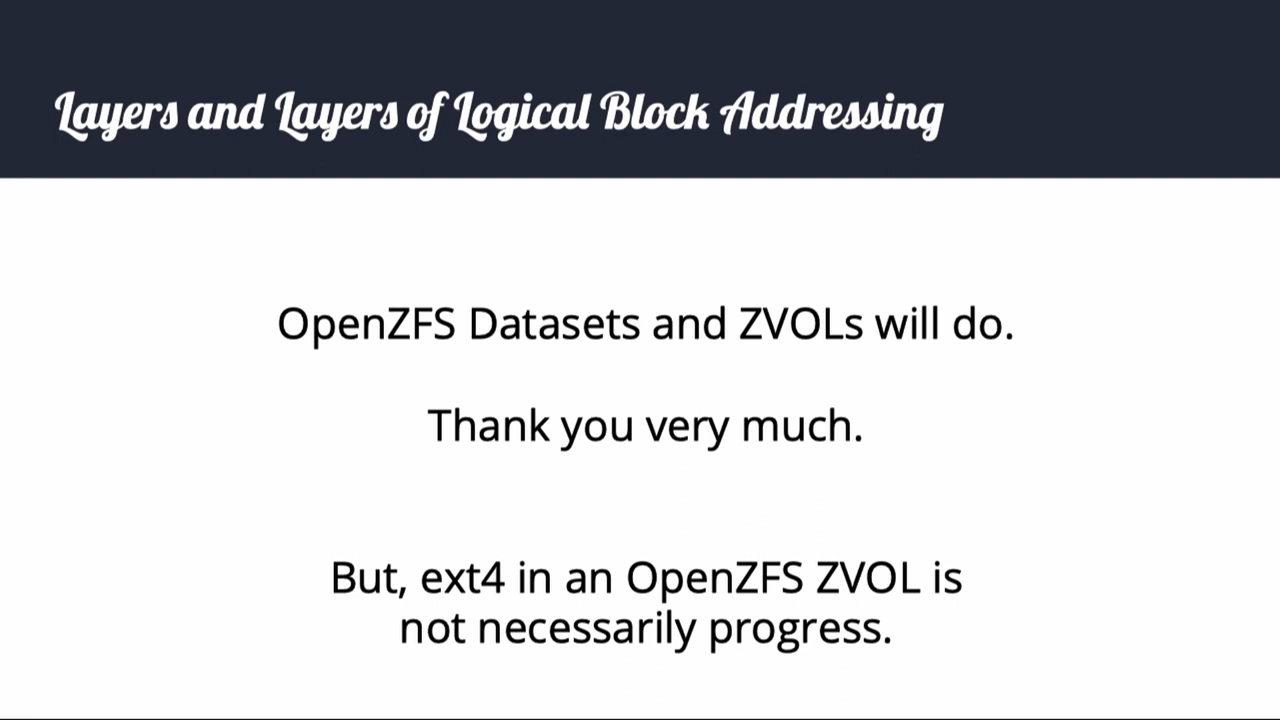 Layers and Layers of Logical Block Addressing
OpenZFS Datasets and ZVOLs will do.
Thank you very much.
But, ext4 in an OpenZFS ZVOL is
not necessarily progress.